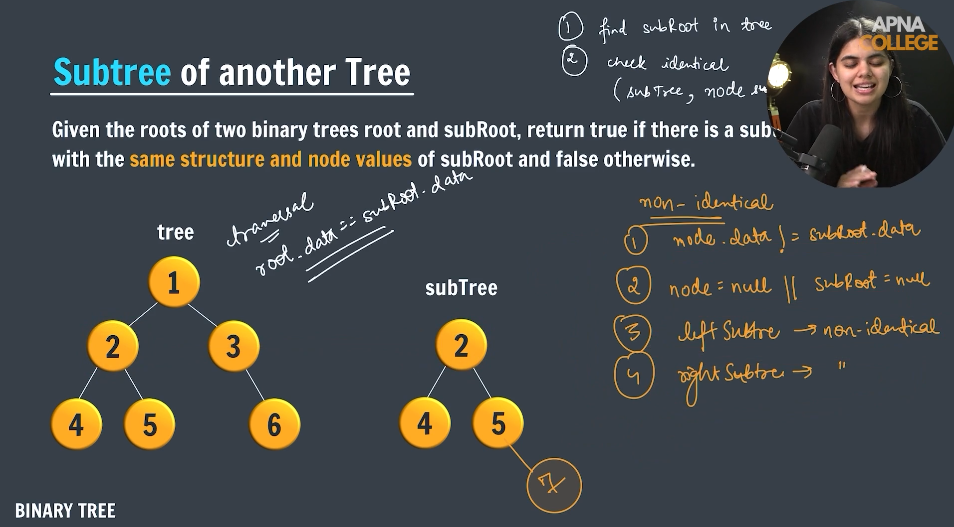 ① find subRoot in tree
② check identical
(subTree, node su
APNA
COLLEGE
Subtree of another Tree
Given the roots of two binary trees root and subRoot, return true if there is a sub
with the same structure and node values of subRoot and false otherwise.
traversal
root.data == subRoot.data
non-identical
① node.data != subRoot.data
② node = null || subRoot = null
③ left Subtre → non-identical
④ right Subtree → "
tree
1
2 3
4 5 6
subTree
2
4 5
7
BINARY TREE